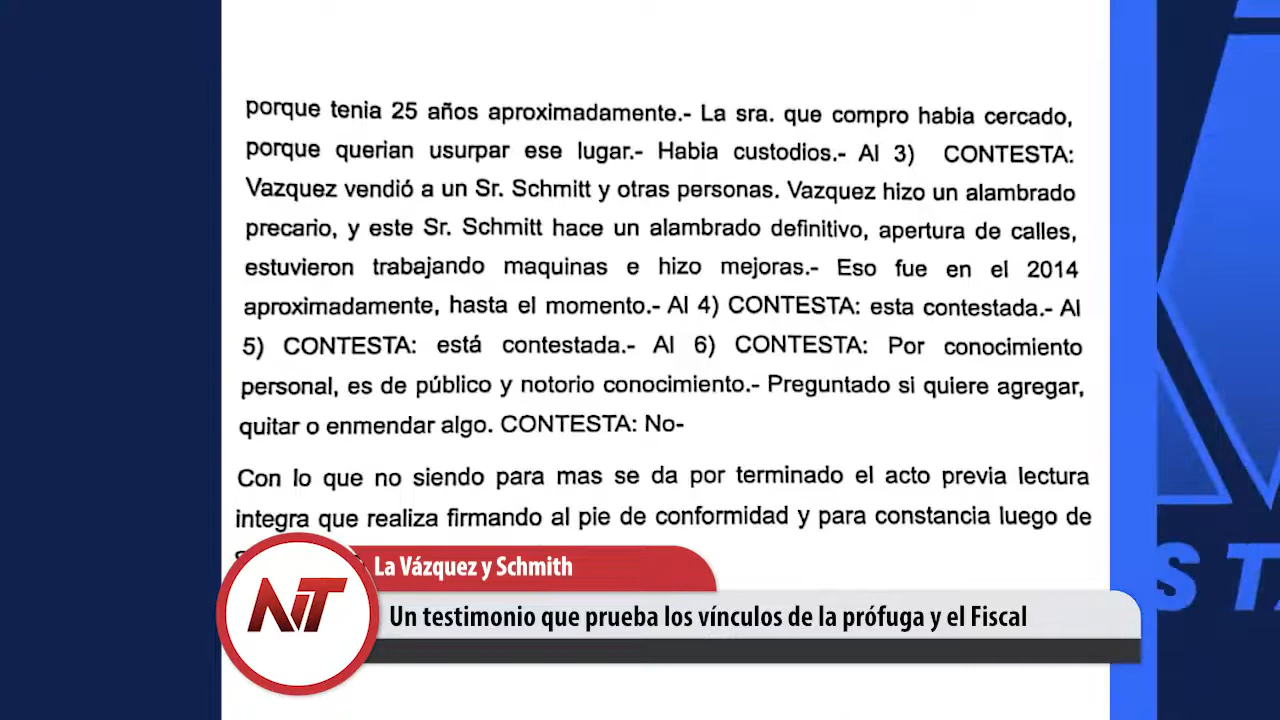 porque tenia 25 años aproximadamente.- La sra. que compro habia cercado,
porque querian usurpar ese lugar.- Habia custodios.- Al 3) CONTESTA:
Vazquez vendió a un Sr. Schmitt y otras personas. Vazquez hizo un alambrado
precario, y este Sr. Schmitt hace un alambrado definitivo, apertura de calles,
estuvieron trabajando maquinas e hizo mejoras.- Eso fue en el 2014
aproximadamente, hasta el momento.- Al 4) CONTESTA: esta contestada.- Al
5) CONTESTA: está contestada.- Al 6) CONTESTA: Por conocimiento
personal, es de público y notorio conocimiento.- Preguntado si quiere agregar,
quitar o enmendar algo. CONTESTA: No-
Con lo que no siendo para mas se da por terminado el acto previa lectura
integra que realiza firmando al pie de conformidad y para constancia luego de
La Vázquez y Schmith
NiT
Un testimonio que prueba los vínculos de la prófuga y el Fiscal